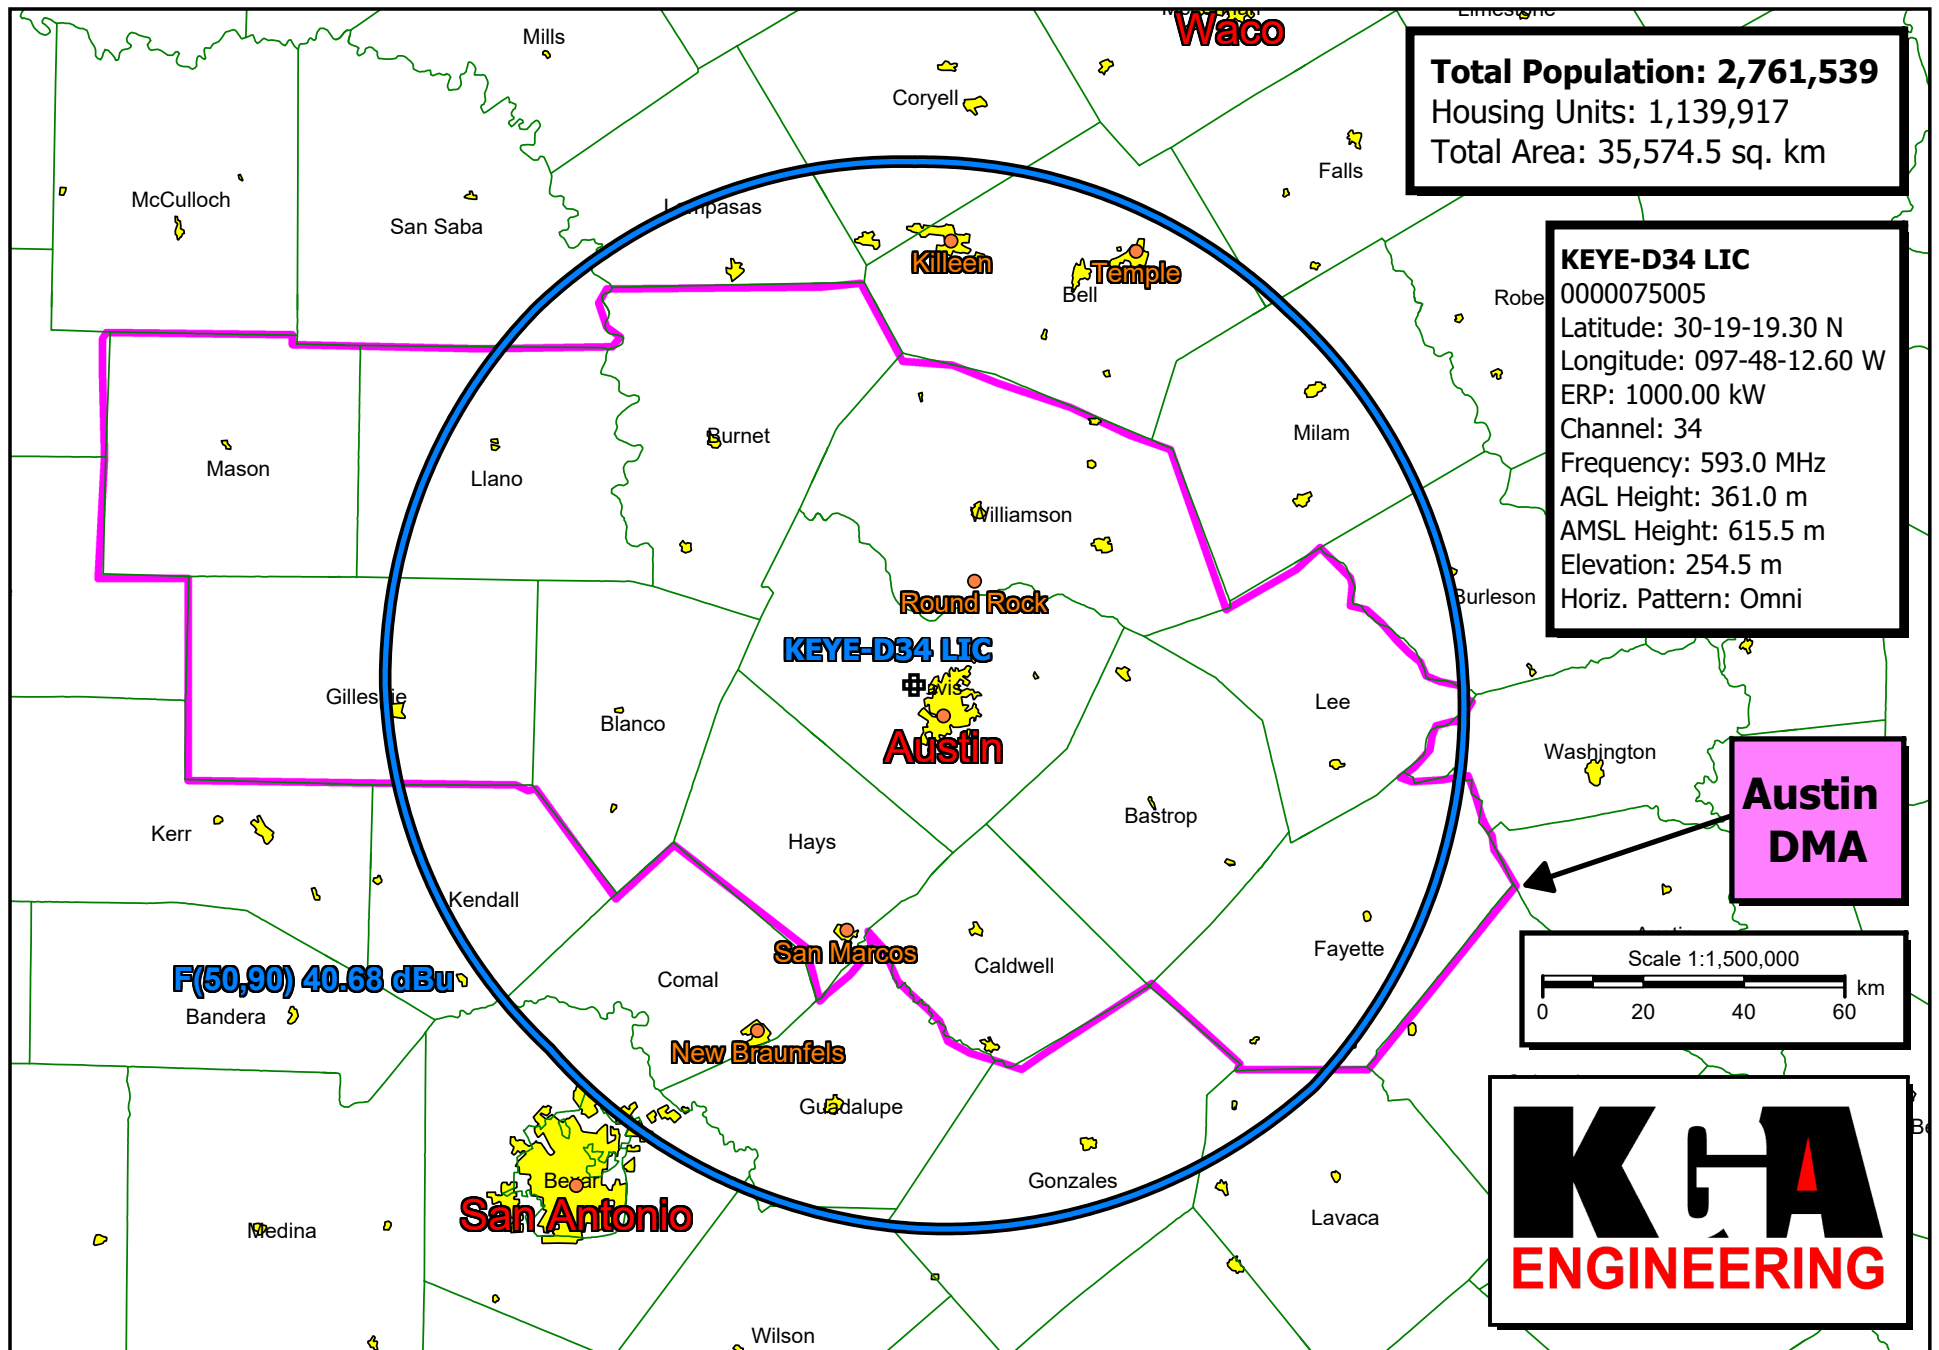 Waco
Limestone
Mills
Total Population: 2,761,539
Housing Units: 1,139,917
Total Area: 35,574.5 sq. km
Coryell
Falls
McCulloch
San Saba
Lampasas
Killeen
Temple
Bell
KEYE-D34 LIC
0000075005
Latitude: 30-19-19.30 N
Longitude: 097-48-12.60 W
ERP: 1000.00 kW
Channel: 34
Frequency: 593.0 MHz
AGL Height: 361.0 m
AMSL Height: 615.5 m
Elevation: 254.5 m
Horiz. Pattern: Omni
Robe
Mason
Llano
Burnet
Milam
Williamson
Round Rock
Burleson
KEYE-D34 LIC
Gillespie
Blanco
Austin
Lee
Washington
Austin
DMA
Kerr
Hays
Bastrop
Kendall
San Marcos
Caldwell
Fayette
Scale 1:1,500,000
0 20 40 60 km
F(50,90) 40.68 dBu
Comal
Bandera
New Braunfels
Guadalupe
Gonzales
Bexar
San Antonio
Medina
Lavaca
Wilson
KGA
ENGINEERING